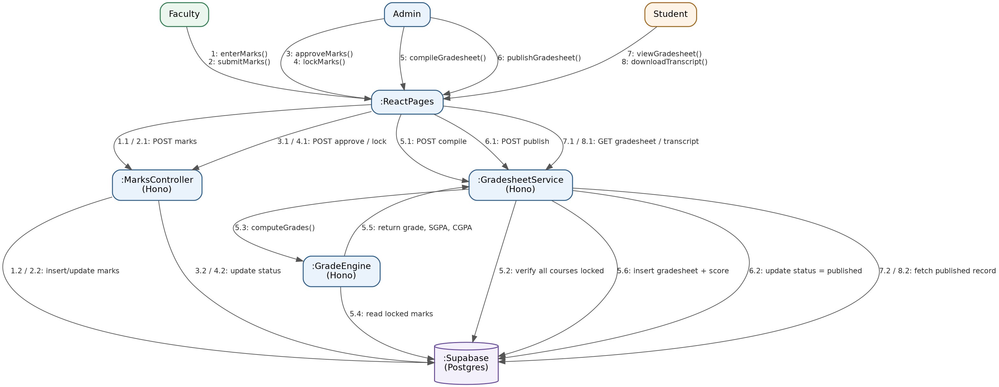 Faculty
Admin
Student
1: enterMarks()
2: submitMarks()
3: approveMarks()
4: lockMarks()
5: compileGradesheet()
6: publishGradesheet()
7: viewGradesheet()
8: downloadTranscript()
:ReactPages
1.1 / 2.1: POST marks
3.1 / 4.1: POST approve / lock
5.1: POST compile
6.1: POST publish
7.1 / 8.1: GET gradesheet / transcript
:MarksController
(Hono)
:GradesheetService
(Hono)
5.3: computeGrades()
5.5: return grade, SGPA, CGPA
:GradeEngine
(Hono)
1.2 / 2.2: insert/update marks
3.2 / 4.2: update status
5.2: verify all courses locked
5.6: insert gradesheet + score
6.2: update status = published
7.2 / 8.2: fetch published record
5.4: read locked marks
:Supabase
(Postgres)